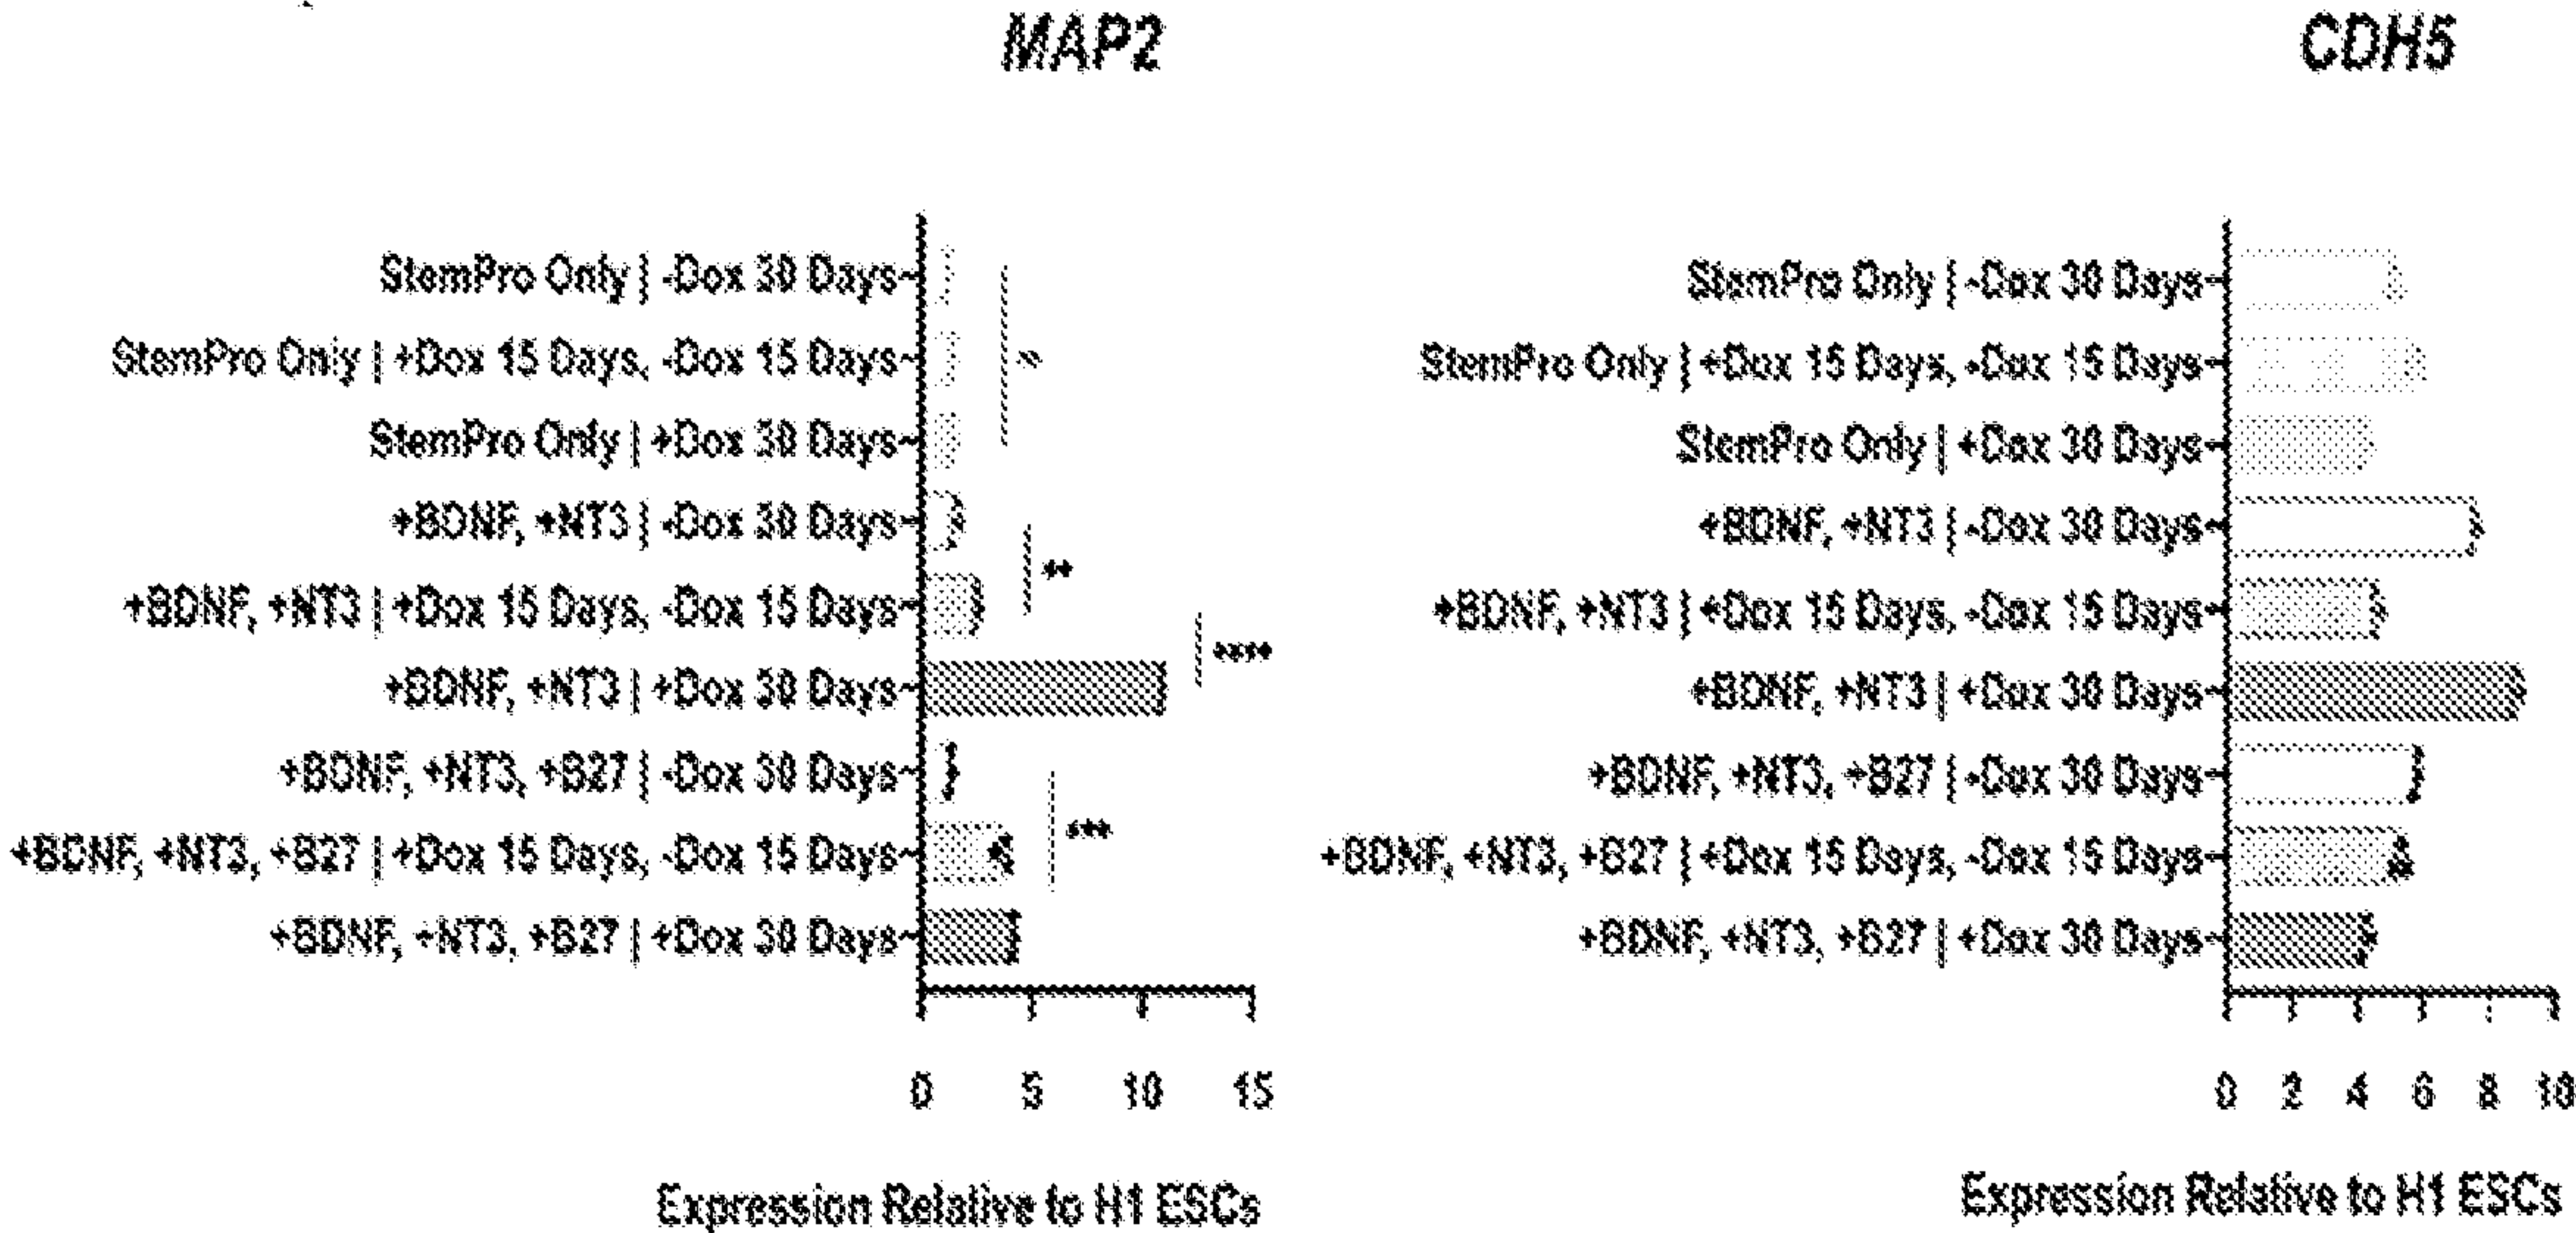 MAP2
StemPro Only | -Dox 30 Days
StemPro Only | +Dox 15 Days, -Dox 15 Days
StemPro Only | +Dox 30 Days
+BDNF, +NT3 | -Dox 30 Days
+BDNF, +NT3 | +Dox 15 Days, -Dox 15 Days
+BDNF, +NT3 | +Dox 30 Days
+BDNF, +NT3, +B27 | -Dox 30 Days
+BDNF, +NT3, +B27 | +Dox 15 Days, -Dox 15 Days
+BDNF, +NT3, +B27 | +Dox 30 Days
**
****
***
0 5 10 15
Expression Relative to H1 ESCs
CDH5
StemPro Only | -Dox 30 Days
StemPro Only | +Dox 15 Days, -Dox 15 Days
StemPro Only | +Dox 30 Days
+BDNF, +NT3 | -Dox 30 Days
+BDNF, +NT3 | +Dox 15 Days, -Dox 15 Days
+BDNF, +NT3 | +Dox 30 Days
+BDNF, +NT3, +B27 | -Dox 30 Days
+BDNF, +NT3, +B27 | +Dox 15 Days, -Dox 15 Days
+BDNF, +NT3, +B27 | +Dox 30 Days
0 2 4 6 8 10
Expression Relative to H1 ESCs